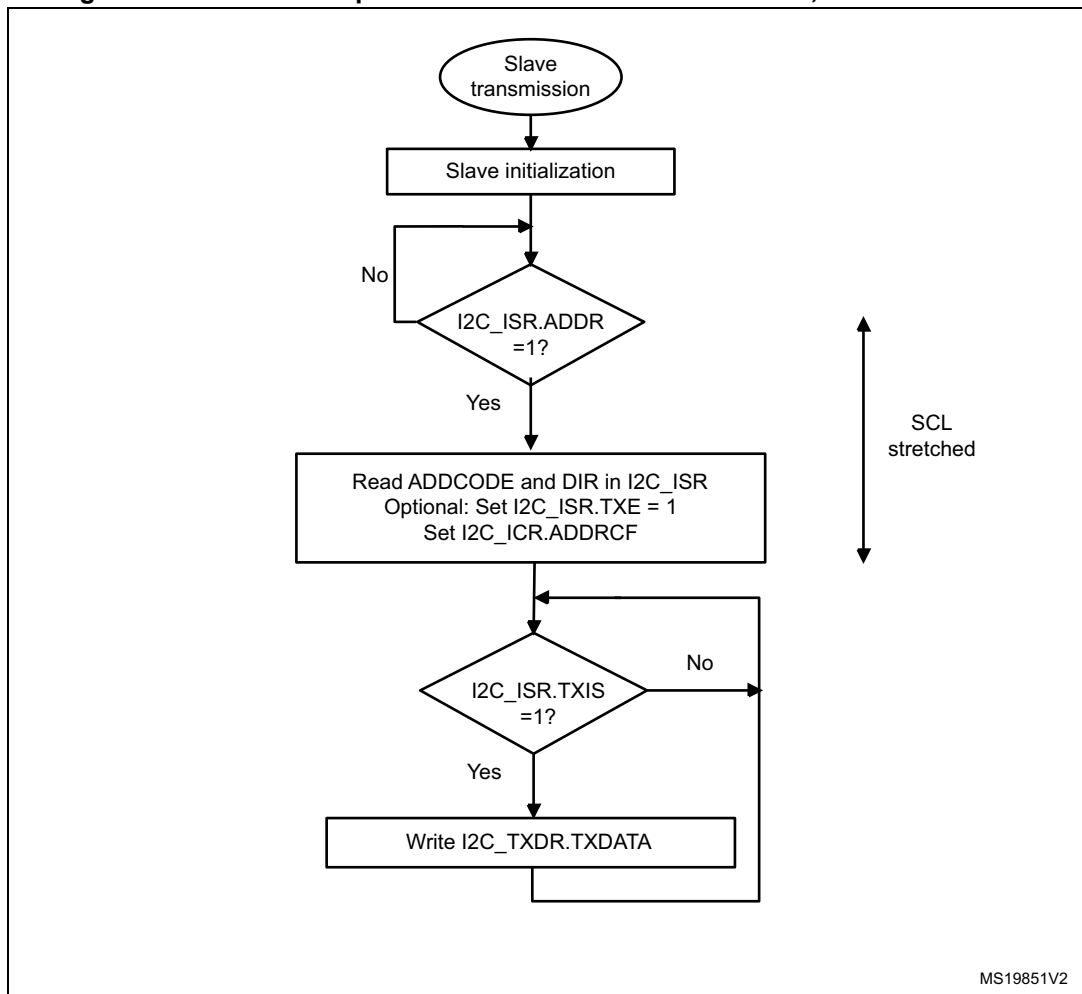 Slave
transmission
Slave initialization
No
I2C_ISR.ADDR
=1?
Yes
SCL
stretched
Read ADDCODE and DIR in I2C_ISR
Optional: Set I2C_ISR.TXE = 1
Set I2C_ICR.ADDRCF
No
I2C_ISR.TXIS
=1?
Yes
Write I2C_TXDR.TXDATA
MS19851V2